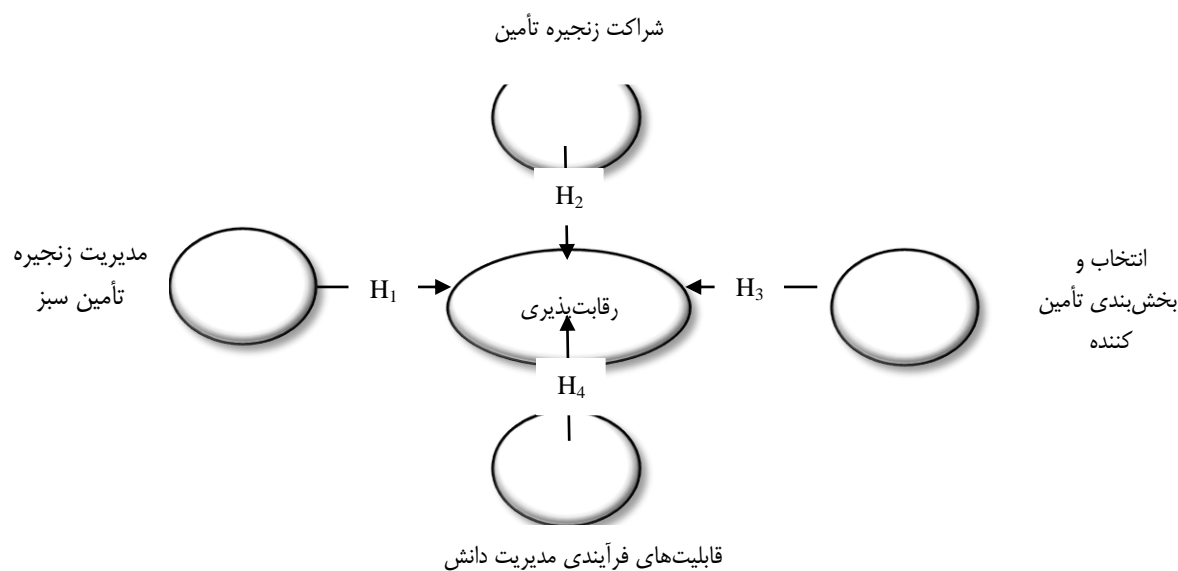 شراکت زنجیره تأمین
H2
مدیریت زنجیره
تأمین سبز
H1
رقابت‌پذیری
H3
انتخاب و
بخش‌بندی تأمین
کننده
H4
قابلیت‌های فرآیندی مدیریت دانش